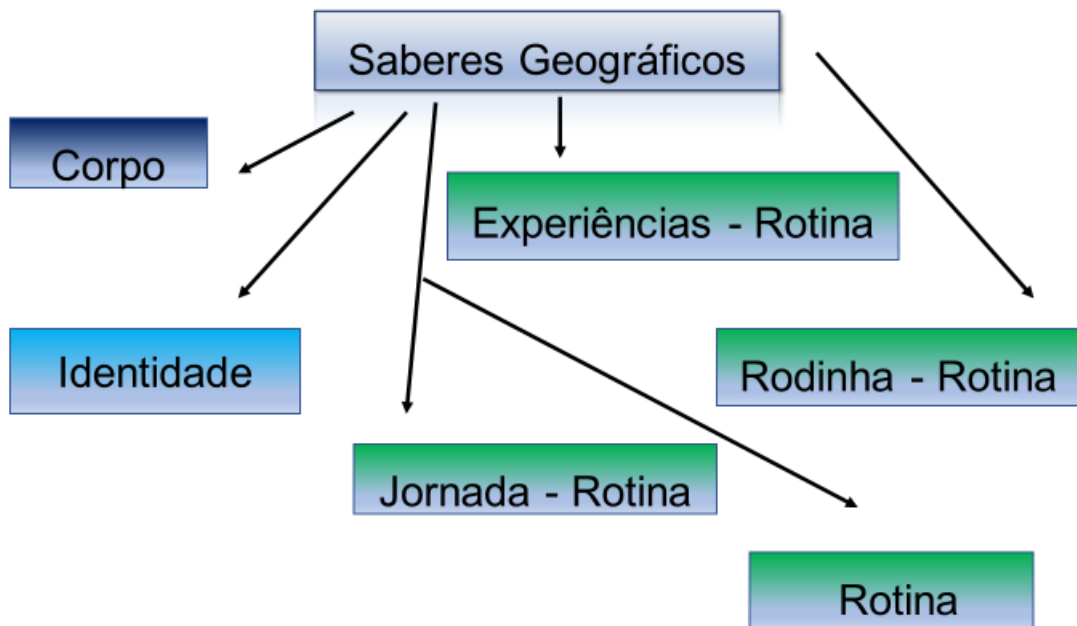 Saberes Geográficos
Corpo
Experiências - Rotina
Identidade
Rodinha - Rotina
Jornada - Rotina
Rotina